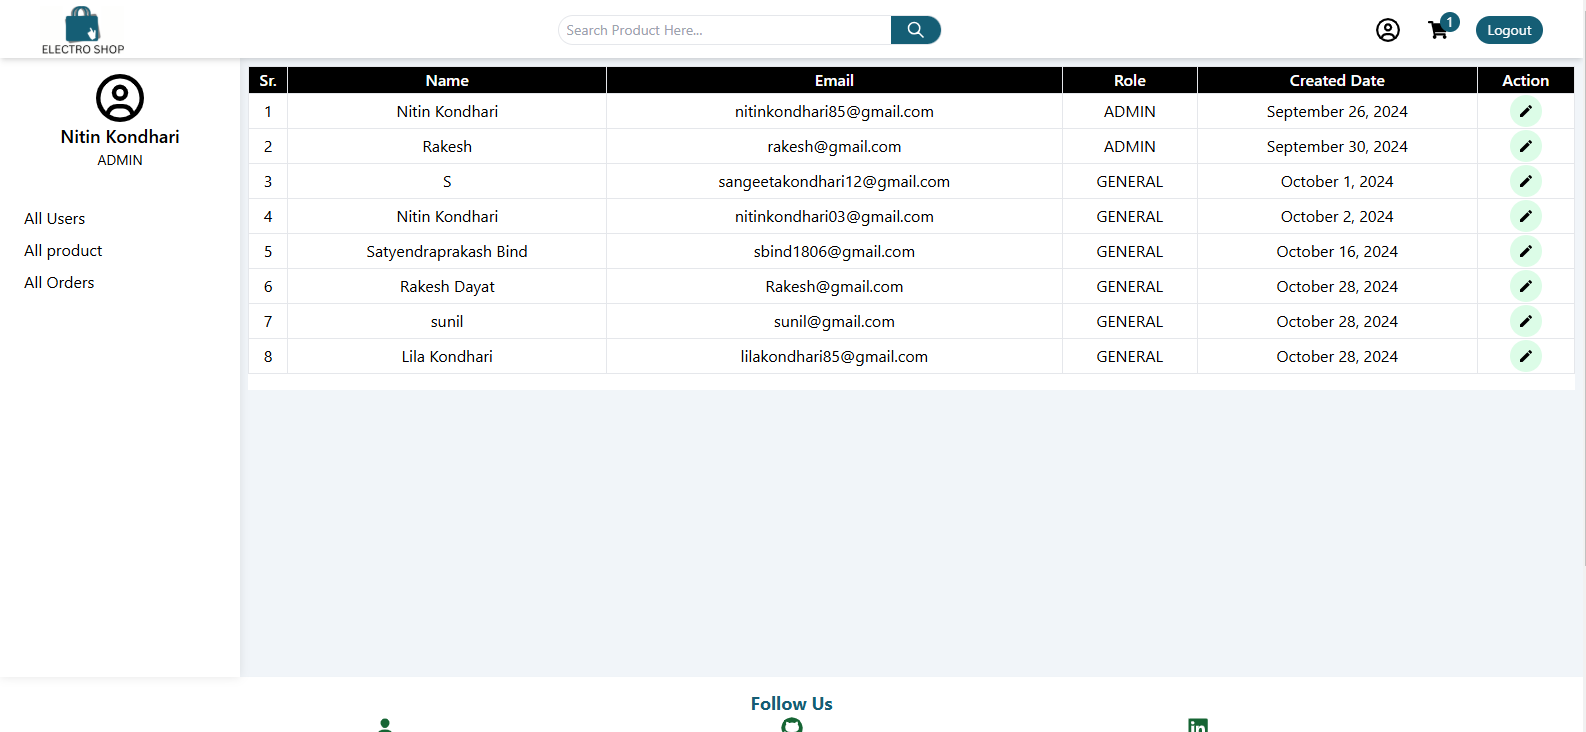 ELECTRO SHOP
Search Product Here...
1
Logout
Nitin Kondhari
ADMIN
All Users
All product
All Orders
Sr. Name Email Role Created Date Action
1 Nitin Kondhari nitinkondhari85@gmail.com ADMIN September 26, 2024
2 Rakesh rakesh@gmail.com ADMIN September 30, 2024
3 S sangeetakondhari12@gmail.com GENERAL October 1, 2024
4 Nitin Kondhari nitinkondhari03@gmail.com GENERAL October 2, 2024
5 Satyendraprakash Bind sbind1806@gmail.com GENERAL October 16, 2024
6 Rakesh Dayat Rakesh@gmail.com GENERAL October 28, 2024
7 sunil sunil@gmail.com GENERAL October 28, 2024
8 Lila Kondhari lilakondhari85@gmail.com GENERAL October 28, 2024
Follow Us